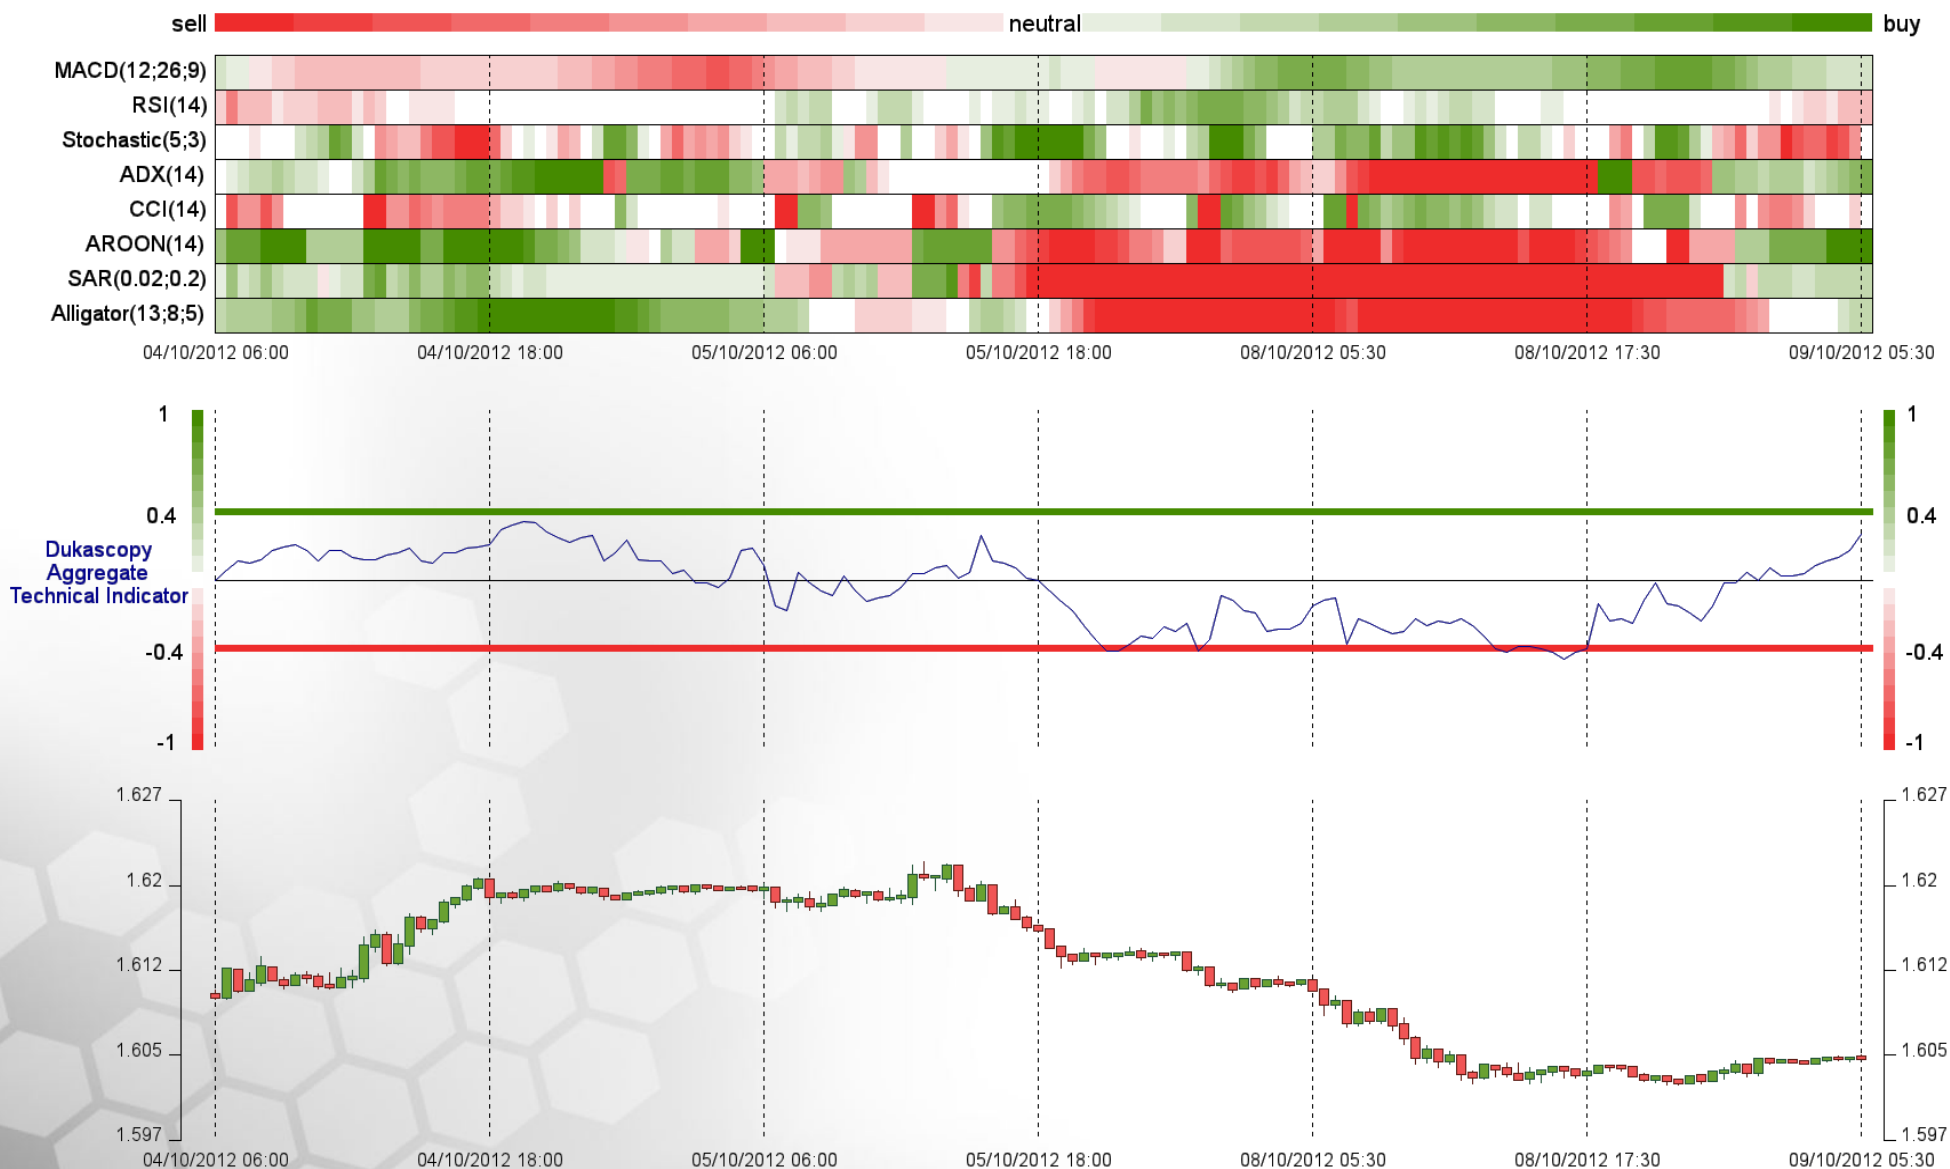 sell neutral buy
MACD(12;26;9)
RSI(14)
Stochastic(5;3)
ADX(14)
CCI(14)
AROON(14)
SAR(0.02;0.2)
Alligator(13;8;5)
04/10/2012 06:00 04/10/2012 18:00 05/10/2012 06:00 05/10/2012 18:00 08/10/2012 05:30 08/10/2012 17:30 09/10/2012 05:30
1 1
0.4 0.4
Dukascopy
Aggregate
Technical Indicator
-0.4 -0.4
-1 -1
1.627 1.627
1.62 1.62
1.612 1.612
1.605 1.605
1.597 1.597
04/10/2012 06:00 04/10/2012 18:00 05/10/2012 06:00 05/10/2012 18:00 08/10/2012 05:30 08/10/2012 17:30 09/10/2012 05:30